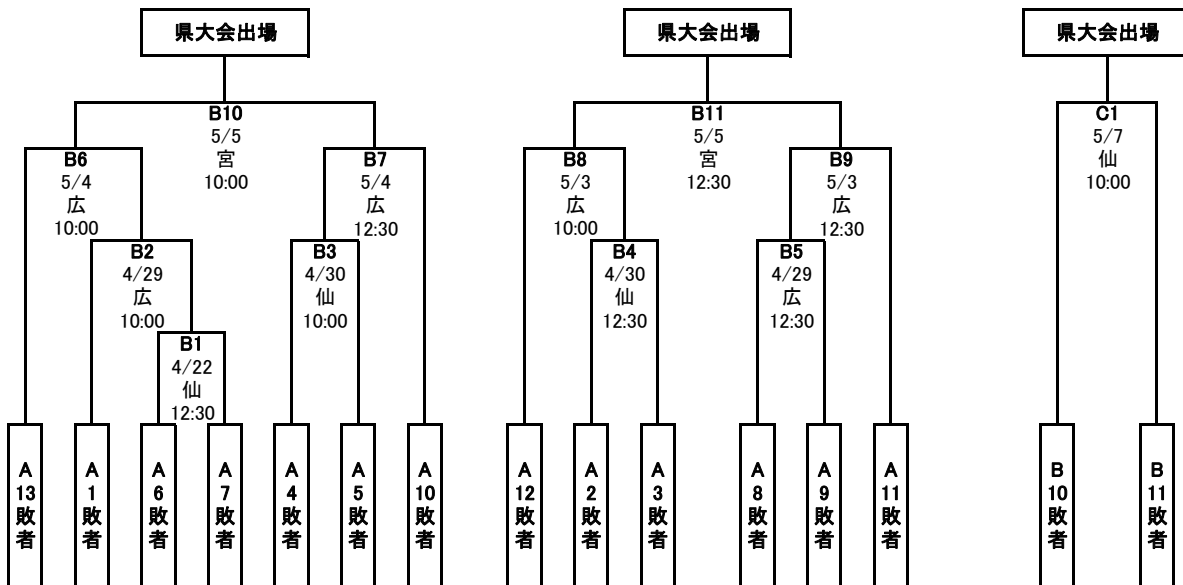 県大会出場
県大会出場
県大会出場
B10
5/5
宮
10:00
B11
5/5
宮
12:30
C1
5/7
仙
10:00
B6
5/4
広
10:00
B7
5/4
広
12:30
B8
5/3
広
10:00
B9
5/3
広
12:30
B2
4/29
広
10:00
B3
4/30
仙
10:00
B4
4/30
仙
12:30
B5
4/29
広
12:30
B1
4/22
仙
12:30
A13敗者
A1敗者
A6敗者
A7敗者
A4敗者
A5敗者
A10敗者
A12敗者
A2敗者
A3敗者
A8敗者
A9敗者
A11敗者
B10敗者
B11敗者